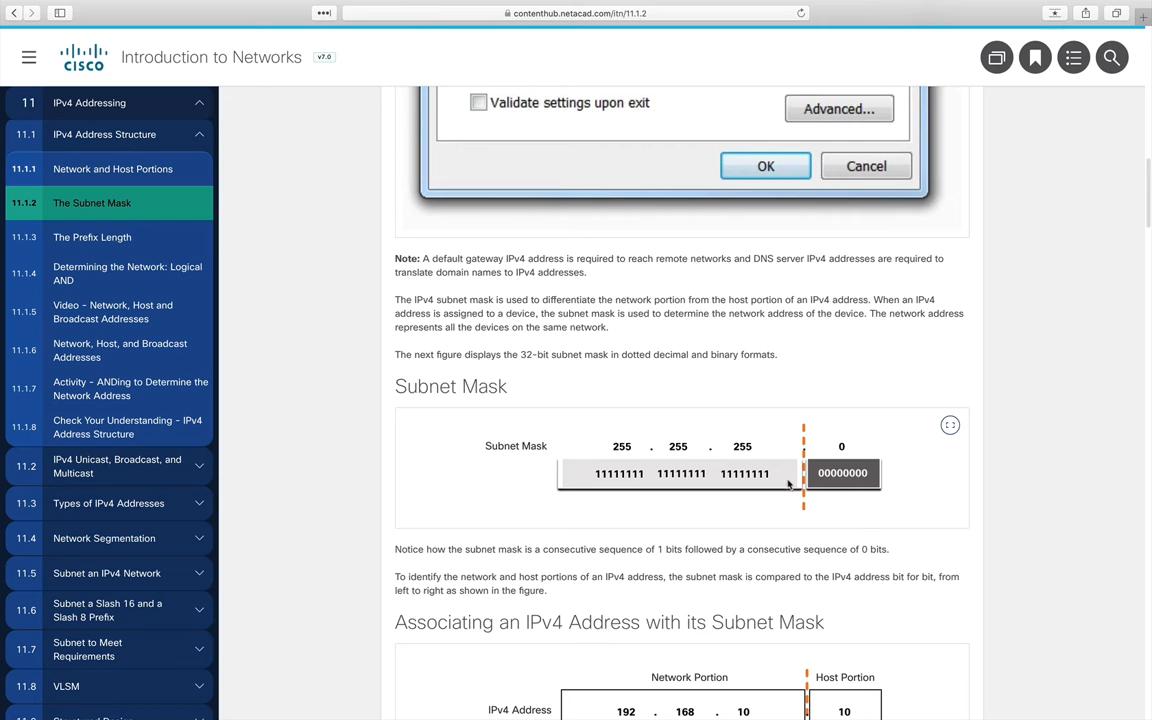 contenthub.netacad.com/itn/11.1.2
CISCO
Introduction to Networks v7.0
11 IPv4 Addressing
11.1 IPv4 Address Structure
11.1.1 Network and Host Portions
11.1.2 The Subnet Mask
11.1.3 The Prefix Length
11.1.4 Determining the Network: Logical
AND
11.1.5 Video - Network, Host and
Broadcast Addresses
11.1.6 Network, Host, and Broadcast
Addresses
11.1.7 Activity - ANDing to Determine the
Network Address
11.1.8 Check Your Understanding - IPv4
Address Structure
11.2 IPv4 Unicast, Broadcast, and
Multicast
11.3 Types of IPv4 Addresses
11.4 Network Segmentation
11.5 Subnet an IPv4 Network
11.6 Subnet a Slash 16 and a
Slash 8 Prefix
11.7 Subnet to Meet
Requirements
11.8 VLSM
Validate settings upon exit
Advanced...
OK Cancel
Note: A default gateway IPv4 address is required to reach remote networks and DNS server IPv4 addresses are required to
translate domain names to IPv4 addresses.
The IPv4 subnet mask is used to differentiate the network portion from the host portion of an IPv4 address. When an IPv4
address is assigned to a device, the subnet mask is used to determine the network address of the device. The network address
represents all the devices on the same network.
The next figure displays the 32-bit subnet mask in dotted decimal and binary formats.
Subnet Mask
Subnet Mask 255 . 255 . 255 . 0
11111111 11111111 11111111 00000000
Notice how the subnet mask is a consecutive sequence of 1 bits followed by a consecutive sequence of 0 bits.
To identify the network and host portions of an IPv4 address, the subnet mask is compared to the IPv4 address bit for bit, from
left to right as shown in the figure.
Associating an IPv4 Address with its Subnet Mask
Network Portion Host Portion
IPv4 Address 192 . 168 . 10 10